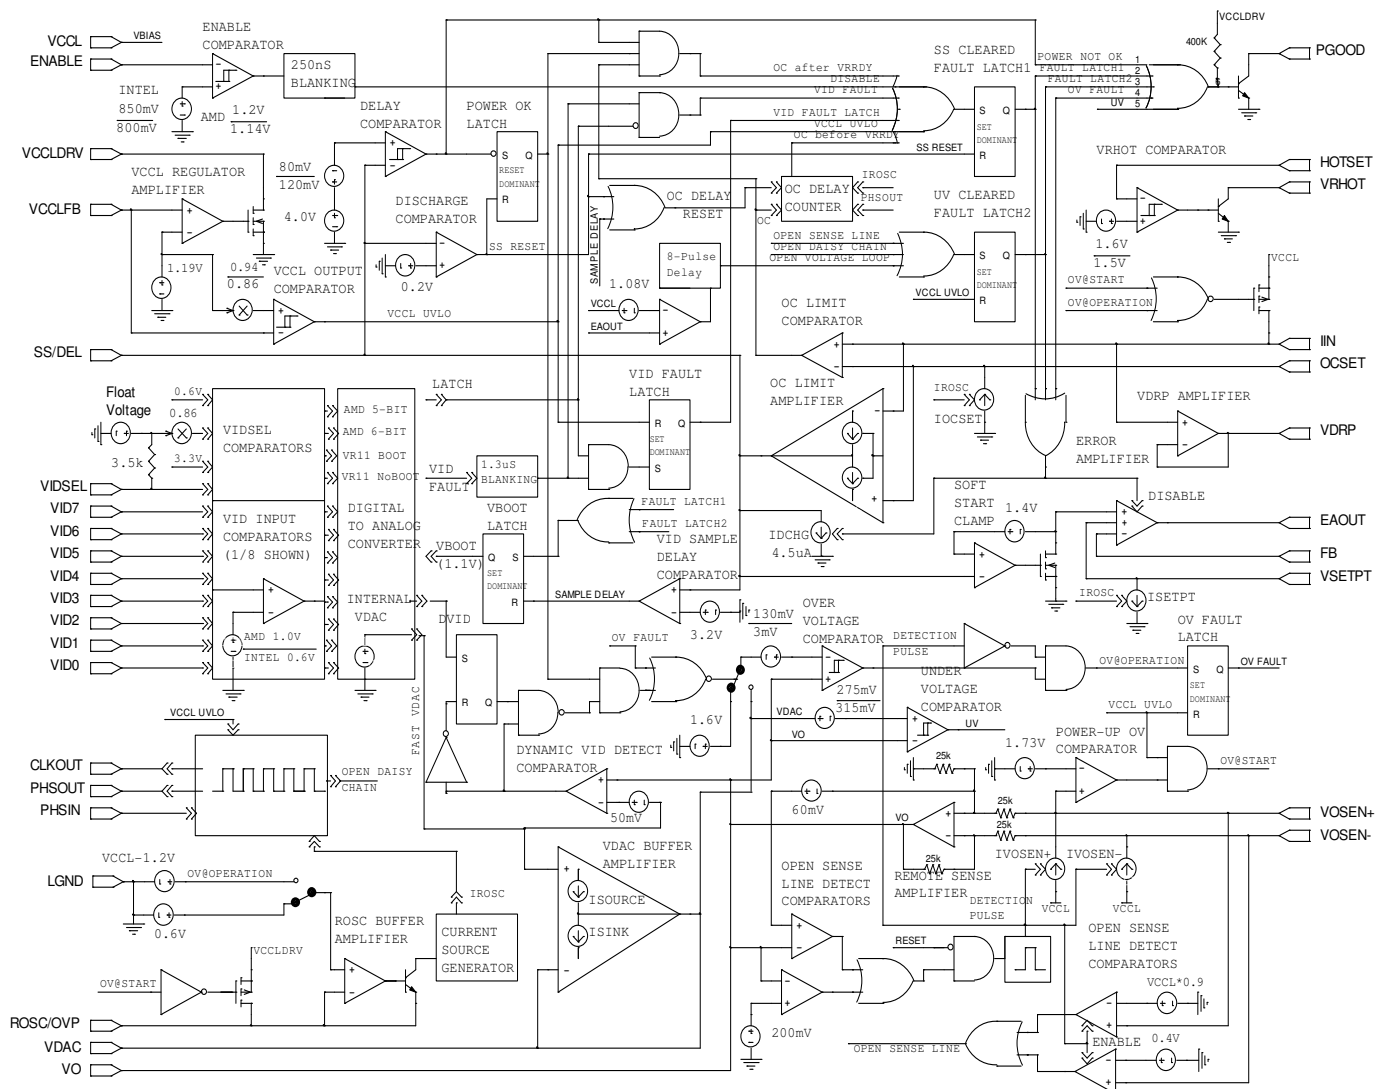 VCCL
VBIAS
ENABLE
ENABLE
COMPARATOR
250nS
BLANKING
INTEL
850mV
800mV
AMD
1.2V
1.14V
DELAY
COMPARATOR
POWER OK
LATCH
S
Q
RESET
DOMINANT
R
80mV
120mV
4.0V
OC after VRRDY
DISABLE
VID FAULT
VID FAULT LATCH
VCCL UVLO
OC before VRRDY
SS RESET
SS CLEARED
FAULT LATCH1
S
Q
SET
DOMINANT
R
VCCLDRV
400K
POWER NOT OK
FAULT LATCH1
FAULT LATCH2
OV FAULT
UV
1
2
3
4
5
6
PGOOD
VCCLDRV
VCCL REGULATOR
AMPLIFIER
VCCLFB
1.19V
0.94
0.86
VCCL OUTPUT
COMPARATOR
VCCL UVLO
DISCHARGE
COMPARATOR
0.2V
SS RESET
SAMPLE DELAY
OC DELAY
RESET
OC DELAY
COUNTER
IROSC
PHSOUT
OC
8-Pulse
Delay
1.08V
VCCL
EAOUT
OPEN SENSE LINE
OPEN DAISY CHAIN
OPEN VOLTAGE LOOP
UV CLEARED
FAULT LATCH2
S
Q
SET
DOMINANT
R
VCCL UVLO
VRHOT COMPARATOR
HOTSET
VRHOT
1.6V
1.5V
OV@START
OV@OPERATION
VCCL
SS/DEL
OC LIMIT
COMPARATOR
IIN
OCSET
Float
Voltage
0.6V
0.86
3.3V
3.5k
VIDSEL
COMPARATORS
AMD 5-BIT
AMD 6-BIT
VR11 BOOT
VR11 NoBOOT
LATCH
VID
FAULT
1.3uS
BLANKING
VID FAULT
LATCH
R
Q
SET
DOMINANT
S
OC LIMIT
AMPLIFIER
IROSC
IOCSET
VDRP AMPLIFIER
VDRP
ERROR
AMPLIFIER
VIDSEL
VID7
VID6
VID5
VID4
VID3
VID2
VID1
VID0
VID INPUT
COMPARATORS
(1/8 SHOWN)
AMD 1.0V
INTEL 0.6V
DIGITAL
TO ANALOG
CONVERTER
INTERNAL
VDAC
VBOOT
LATCH
VBOOT
(1.1V)
Q
S
SET
DOMINANT
R
FAULT LATCH1
FAULT LATCH2
VID SAMPLE
DELAY
COMPARATOR
SAMPLE DELAY
3.2V
IDCHG
4.5uA
SOFT
START
CLAMP
1.4V
DISABLE
EAOUT
FB
VSETPT
IROSC
ISETPT
DVID
S
R
Q
FAST VDAC
OV FAULT
1.6V
130mV
3mV
OVER
VOLTAGE
COMPARATOR
275mV
315mV
DETECTION
PULSE
UNDER
VOLTAGE
COMPARATOR
VDAC
VO
UV
OV@OPERATION
OV FAULT
LATCH
S
Q
SET
DOMINANT
R
OV FAULT
VCCL UVLO
POWER-UP OV
COMPARATOR
1.73V
OV@START
VCCL UVLO
CLKOUT
PHSOUT
PHSIN
OPEN DAISY
CHAIN
DYNAMIC VID DETECT
COMPARATOR
50mV
60mV
25k
VO
25k
25k
25k
REMOTE SENSE
AMPLIFIER
VOSEN+
VOSEN-
IVOSEN+
IVOSEN-
VCCL
VCCL
LGND
VCCL-1.2V
OV@OPERATION
0.6V
ROSC BUFFER
AMPLIFIER
IROSC
CURRENT
SOURCE
GENERATOR
VCCLDRV
OV@START
VDAC BUFFER
AMPLIFIER
ISOURCE
ISINK
OPEN SENSE
LINE DETECT
COMPARATORS
200mV
RESET
DETECTION
PULSE
OPEN SENSE
LINE DETECT
COMPARATORS
VCCL*0.9
ENABLE
0.4V
OPEN SENSE LINE
ROSC/OVP
VDAC
VO